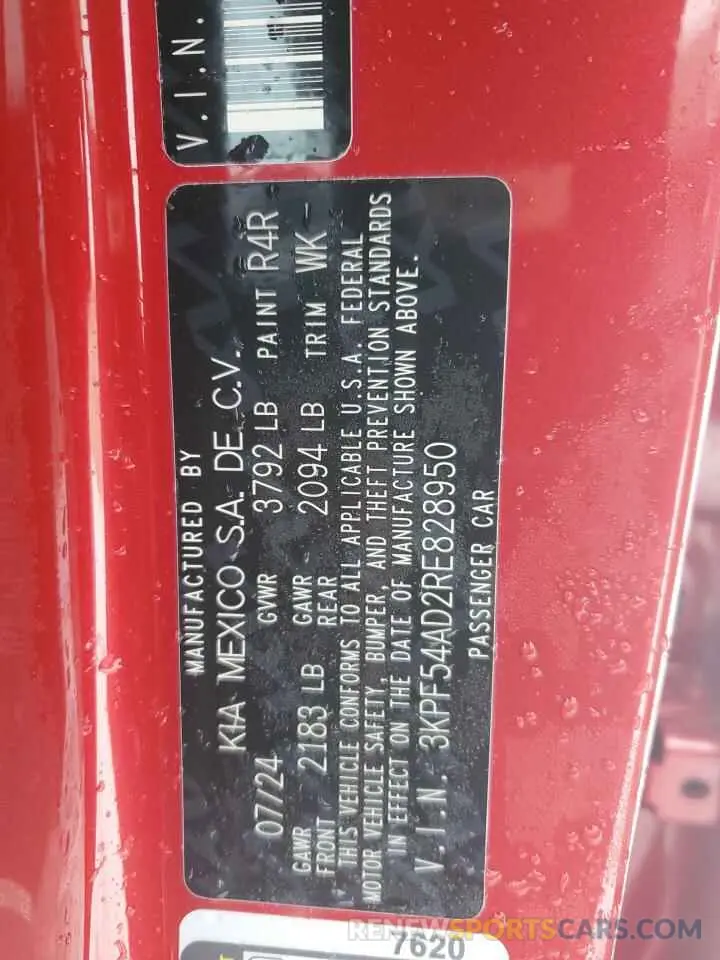 V.I.N.
MANUFACTURED BY
KIA MEXICO S.A. DE C.V.
07/24 GVWR 3792 LB PAINT R4R
GAWR FRONT 2183 LB GAWR REAR 2094 LB TRIM WK
THIS VEHICLE CONFORMS TO ALL APPLICABLE U.S.A. FEDERAL
MOTOR VEHICLE SAFETY, BUMPER, AND THEFT PREVENTION STANDARDS
IN EFFECT ON THE DATE OF MANUFACTURE SHOWN ABOVE.
V.I.N. 3KPF54AD2RE828950
PASSENGER CAR
7620
RENEWSPORTSCARS.COM